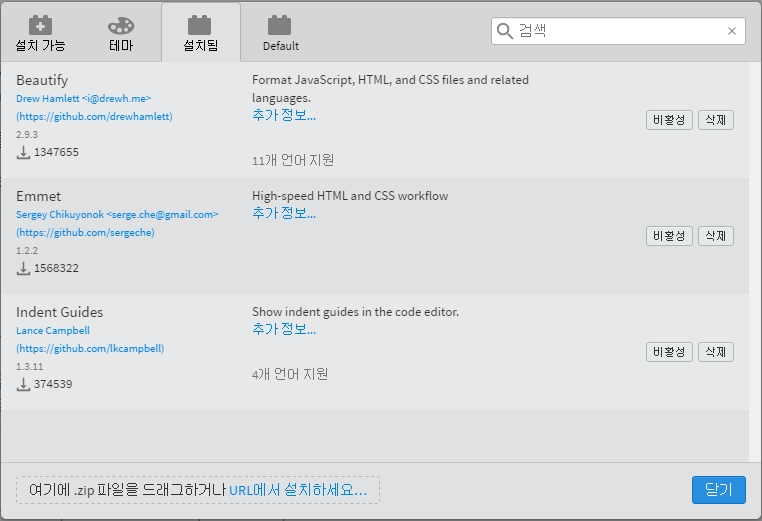 설치 가능
테마
설치됨
Default
검색
×
Beautify
Drew Hamlett <i@drewh.me>
(https://github.com/drewhamlett)
2.9.3
1347655
Format JavaScript, HTML, and CSS files and related
languages.
추가 정보...
11개 언어 지원
비활성
삭제
Emmet
Sergey Chikuyonok <serge.che@gmail.com>
(https://github.com/sergeche)
1.2.2
1568322
High-speed HTML and CSS workflow
추가 정보...
비활성
삭제
Indent Guides
Lance Campbell
(https://github.com/lkcampbell)
1.3.11
374539
Show indent guides in the code editor.
추가 정보...
4개 언어 지원
비활성
삭제
여기에 .zip 파일을 드래그하거나 URL에서 설치하세요...
닫기